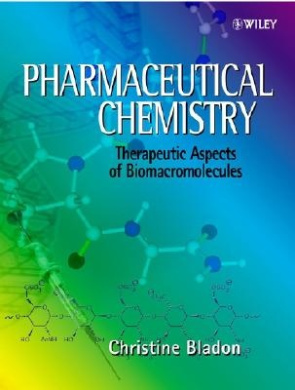 WILEY
PHARMACEUTICAL
CHEMISTRY
Therapeutic Aspects
of Biomacromolecules
Christine Bladon